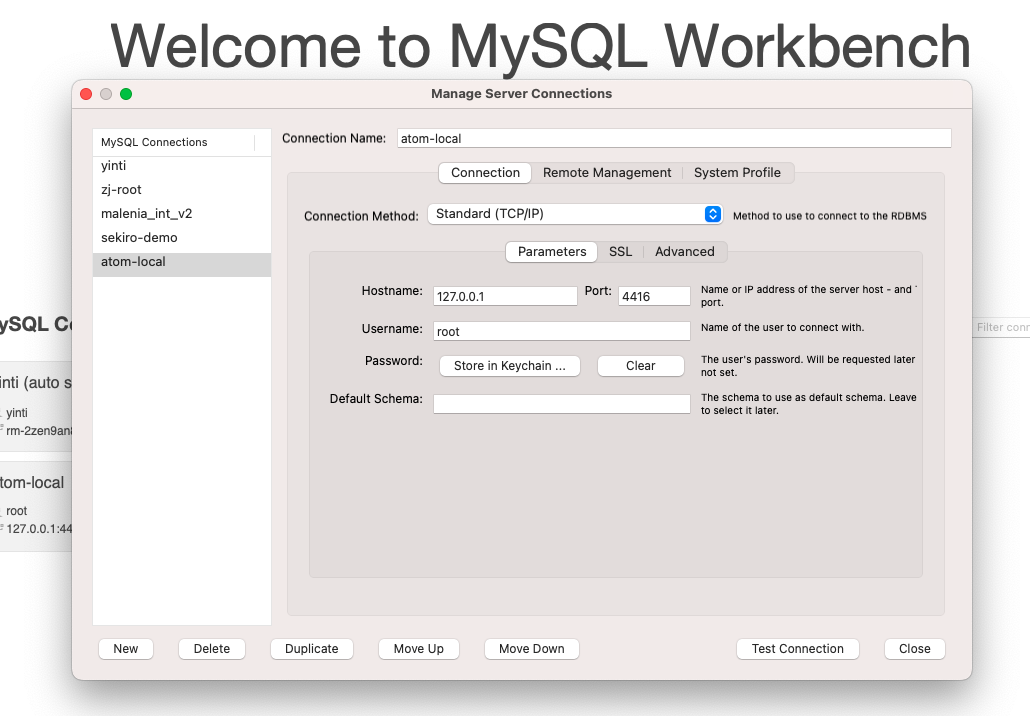 Welcome to MySQL Workbench
Manage Server Connections
MySQL Connections
yinti
zj-root
malenia_int_v2
sekiro-demo
atom-local
Connection Name: atom-local
Connection Remote Management System Profile
Connection Method: Standard (TCP/IP) Method to use to connect to the RDBMS
Parameters SSL Advanced
Hostname: 127.0.0.1 Port: 4416 Name or IP address of the server host - and
port.
Username: root Name of the user to connect with.
Password: Store in Keychain ... Clear The user's password. Will be requested later
not set.
Default Schema: The schema to use as default schema. Leave
to select it later.
New Delete Duplicate Move Up Move Down Test Connection Close
ySQL Co
Filter conn
inti (auto s
yinti
rm-2zen9an8
tom-local
root
127.0.0.1:44